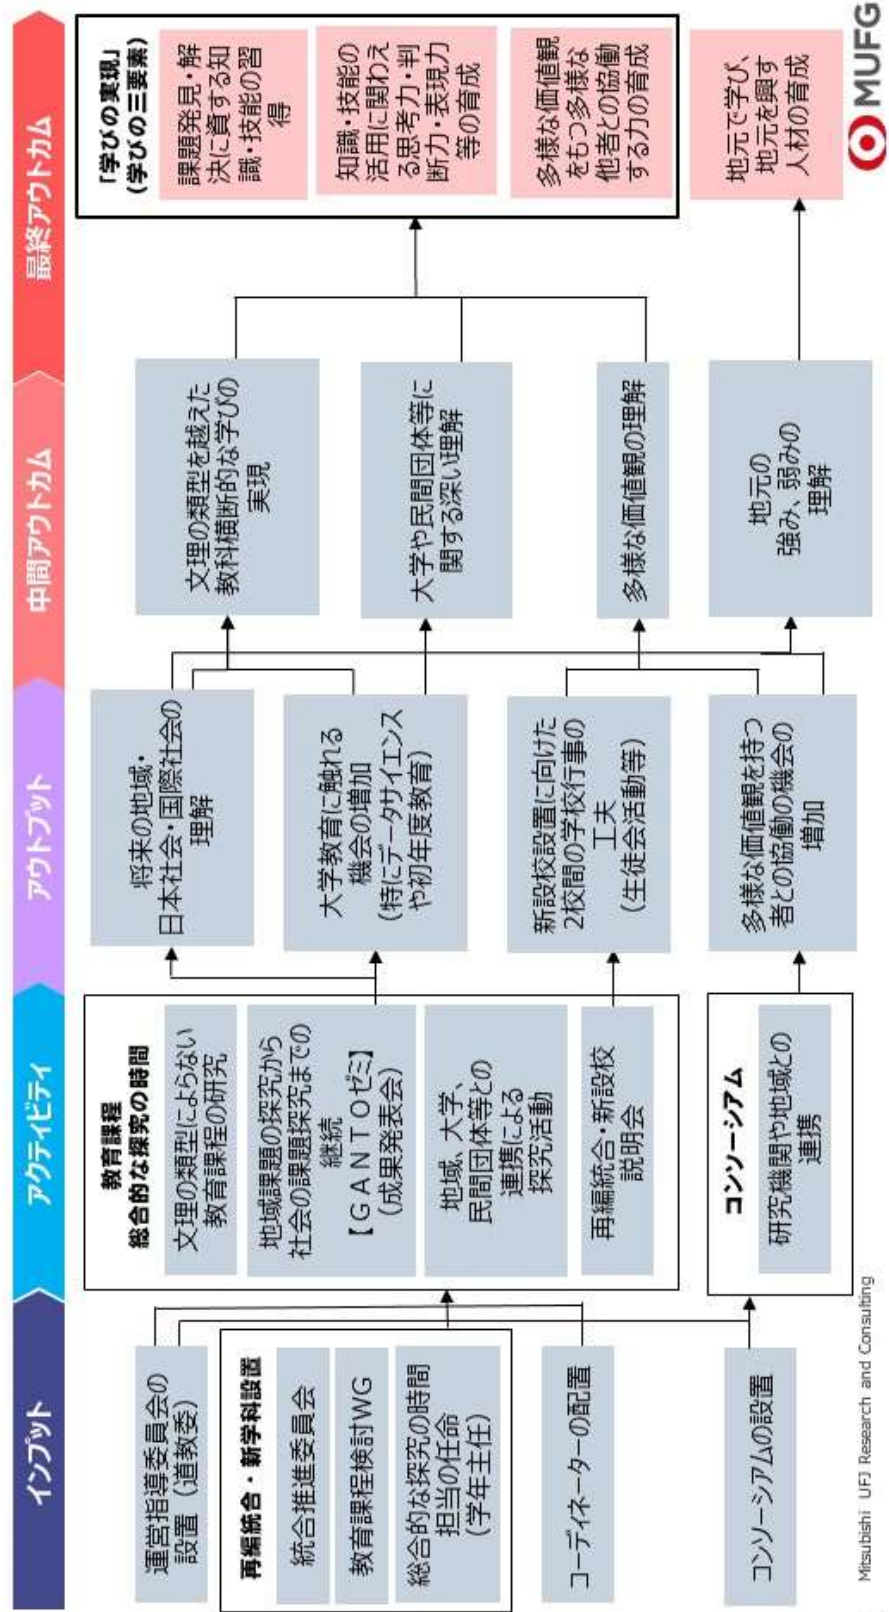 インプット
アクティビティ
アウトプット
中間アウトカム
最終アウトカム
運営指導委員会の
設置（道教委）
再編統合・新学科設置
統合推進委員会
教育課程検討WG
総合的な探究の時間
担当の任命
（学年主任）
コーディネーターの配置
コンソーシアムの設置
教育課程
総合的な探究の時間
文理の類型によらない
教育課程の研究
地域課題の探究から
社会の課題探究までの
継続
【ＧＡＮＴＯゼミ】
（成果発表会）
地域、大学、
民間団体等との
連携による
探究活動
再編統合・新設校
説明会
コンソーシアム
研究機関や地域との
連携
将来の地域・
日本社会・国際社会の
理解
大学教育に触れる
機会の増加
（特にデータサイエンス
や初年度教育）
新設校設置に向けた
2校間の学校行事の
工夫
（生徒会活動等）
多様な価値観を持つ
者との協働の機会の
増加
文理の類型を越えた
教科横断的な学びの
実現
大学や民間団体等に
関する深い理解
多様な価値観の理解
地元の
強み、弱みの
理解
「学びの実現」
（学びの三要素）
課題発見・解
決に資する知
識・技能の習
得
知識・技能の
活用に関わえ
る思考力・判
断力・表現力
等の育成
多様な価値観
をもつ多様な
他者との協働
する力の育成
地元で学び、
地元を興す
人材の育成
Mitsubishi UFJ Research and Consulting
MUFG